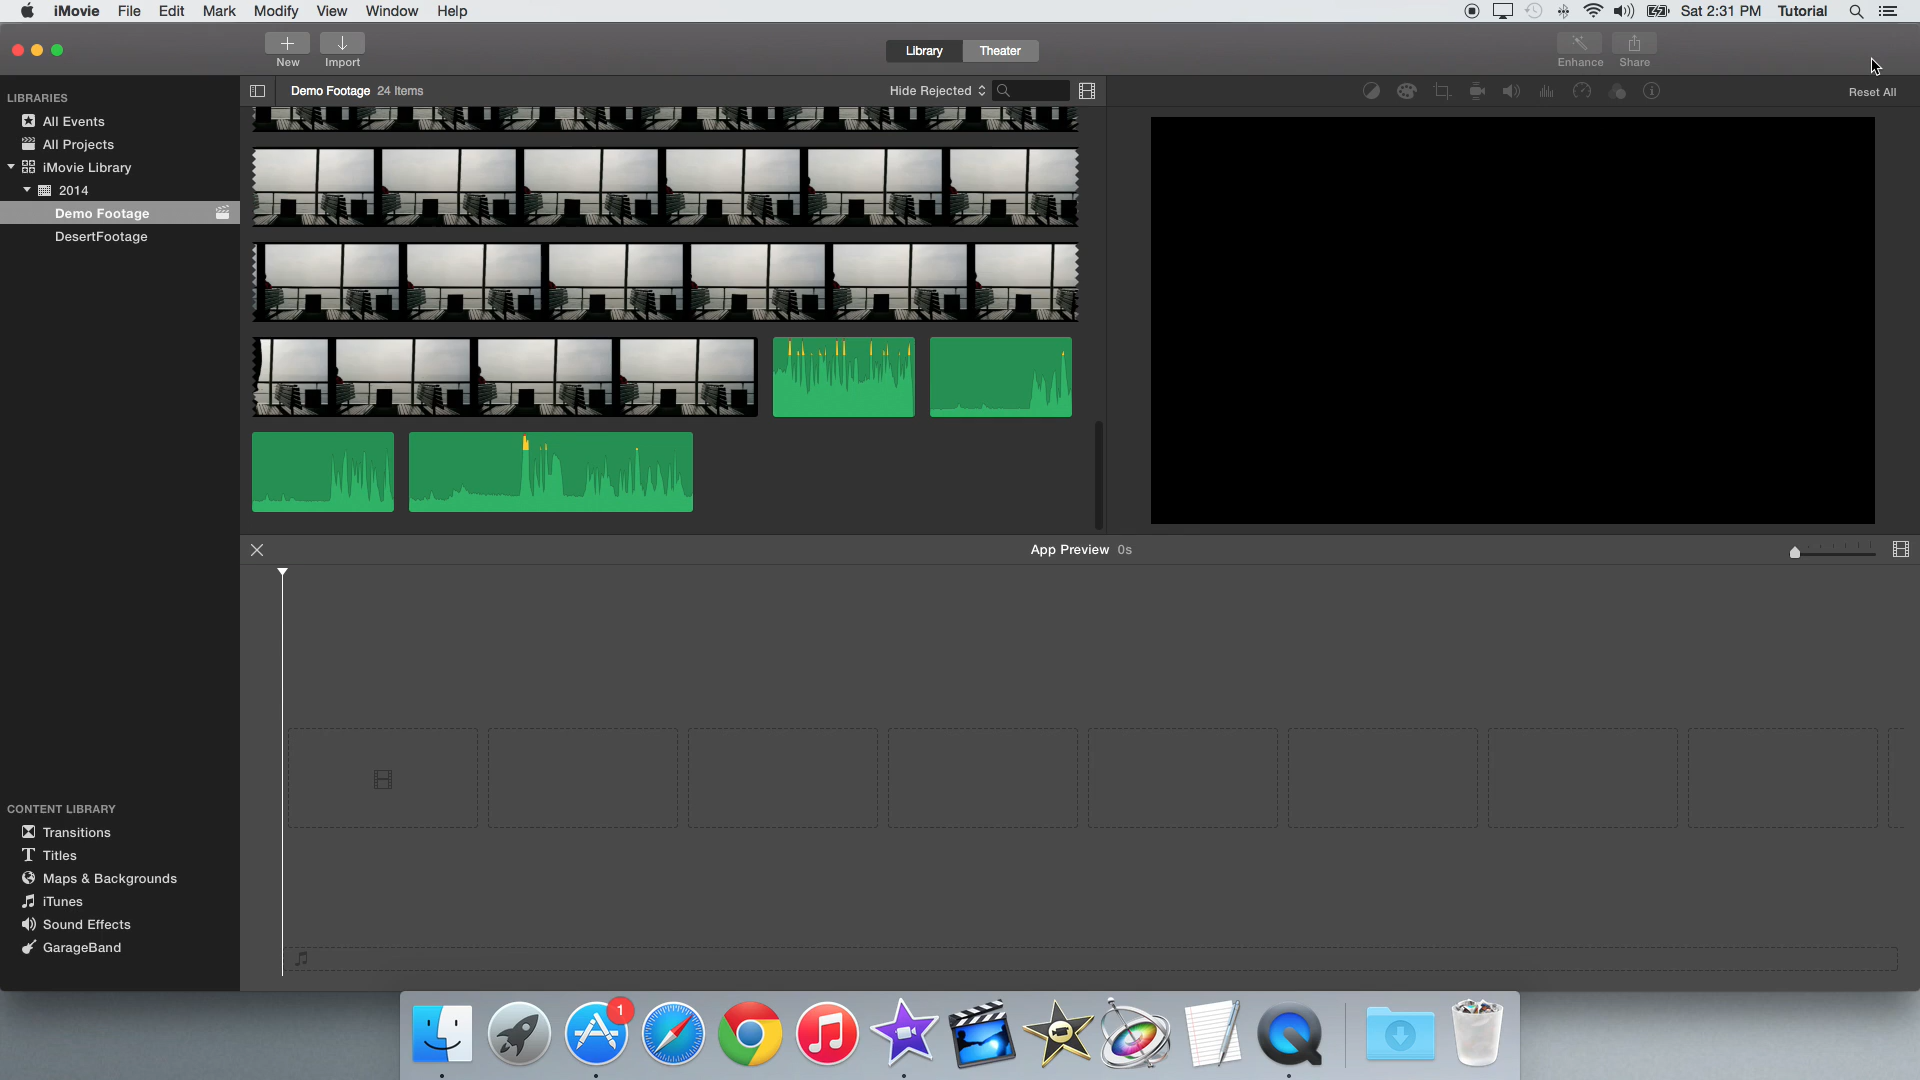 iMovie File Edit Mark Modify View Window Help Sat 2:31 PM Tutorial
New Import Library Theater Enhance Share
LIBRARIES
Demo Footage 24 Items Hide Rejected Reset All
All Events
All Projects
iMovie Library
2014
Demo Footage
DesertFootage
App Preview 0s
CONTENT LIBRARY
Transitions
T Titles
Maps & Backgrounds
iTunes
Sound Effects
GarageBand
1